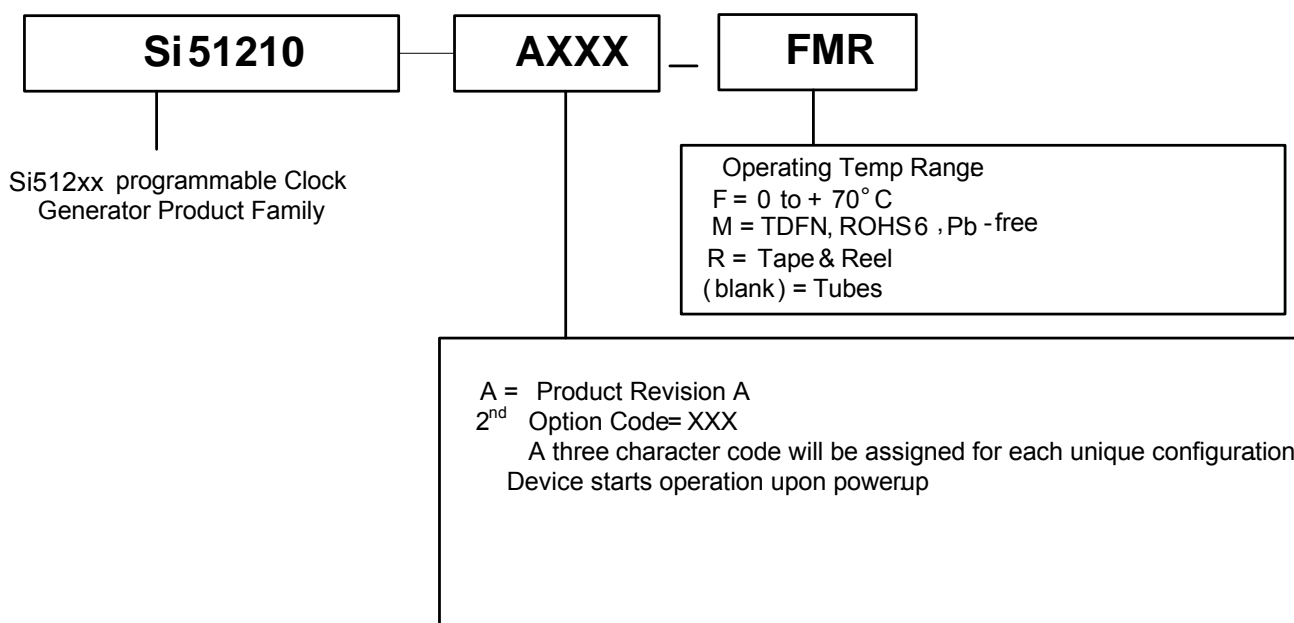 Si51210
AXXX
_
FMR
Si512xx programmable Clock
Generator Product Family
Operating Temp Range
F = 0 to + 70°C
M = TDFN, ROHS6 , Pb -free
R = Tape & Reel
(blank) = Tubes
A = Product Revision A
2nd Option Code= XXX
A three character code will be assigned for each unique configuration
Device starts operation upon powerup